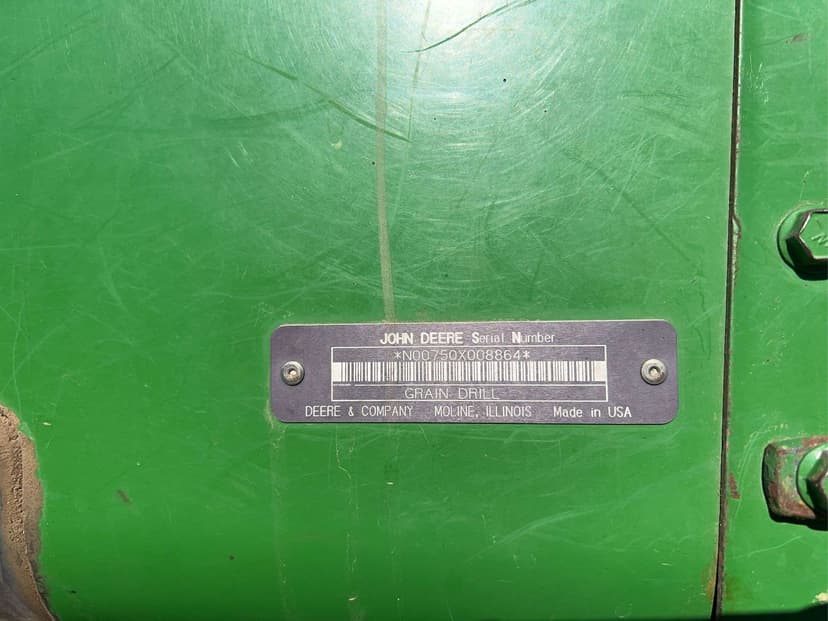 JOHN DEERE Serial Number
*N00750X008864*
GRAIN DRILL
DEERE & COMPANY MOLINE, ILLINOIS Made in USA